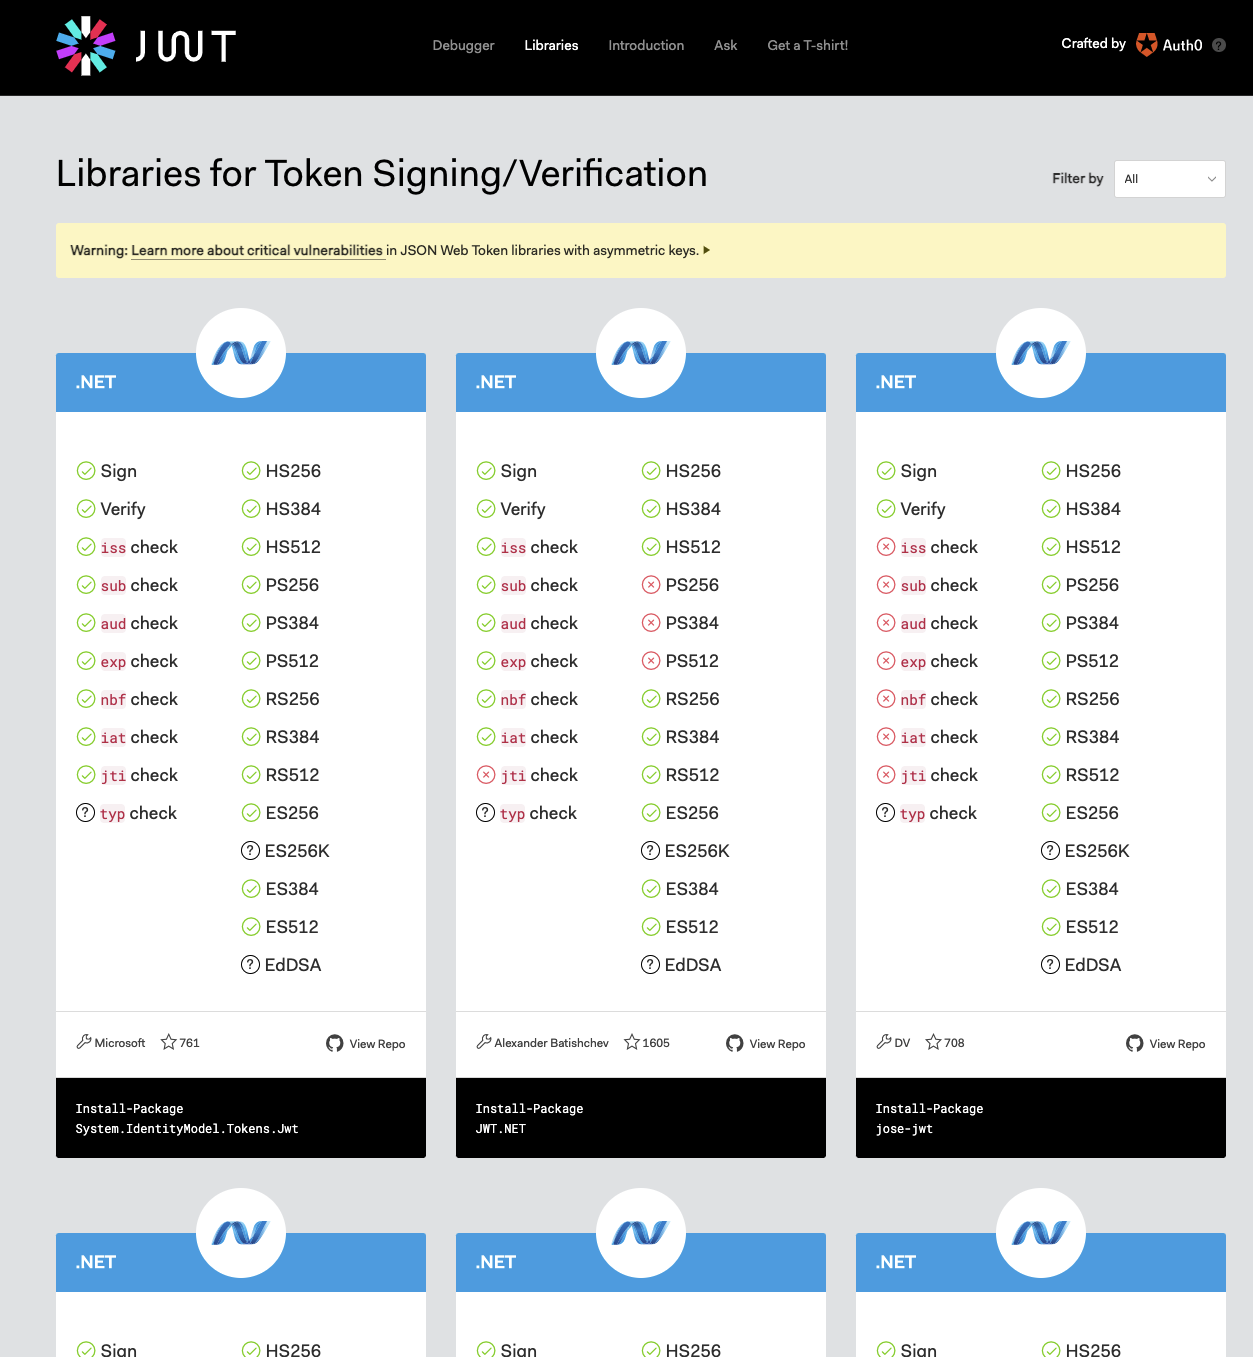 JWT
Debugger
Libraries
Introduction
Ask
Get a T-shirt!
Crafted by
Auth0
?
Libraries for Token Signing/Verification
Filter by
All
Warning: Learn more about critical vulnerabilities in JSON Web Token libraries with asymmetric keys.
.NET
Sign
Verify
iss check
sub check
aud check
exp check
nbf check
iat check
jti check
? typ check
HS256
HS384
HS512
PS256
PS384
PS512
RS256
RS384
RS512
ES256
? ES256K
ES384
ES512
? EdDSA
Microsoft
761
View Repo
Install-Package
System.IdentityModel.Tokens.Jwt
.NET
Sign
Verify
iss check
sub check
aud check
exp check
nbf check
iat check
jti check
? typ check
HS256
HS384
HS512
PS256
PS384
PS512
RS256
RS384
RS512
ES256
? ES256K
ES384
ES512
? EdDSA
Alexander Batishchev
1605
View Repo
Install-Package
JWT.NET
.NET
Sign
Verify
iss check
sub check
aud check
exp check
nbf check
iat check
jti check
? typ check
HS256
HS384
HS512
PS256
PS384
PS512
RS256
RS384
RS512
ES256
? ES256K
ES384
ES512
? EdDSA
DV
708
View Repo
Install-Package
jose-jwt
.NET
Sign
HS256
.NET
Sign
HS256
.NET
Sign
HS256